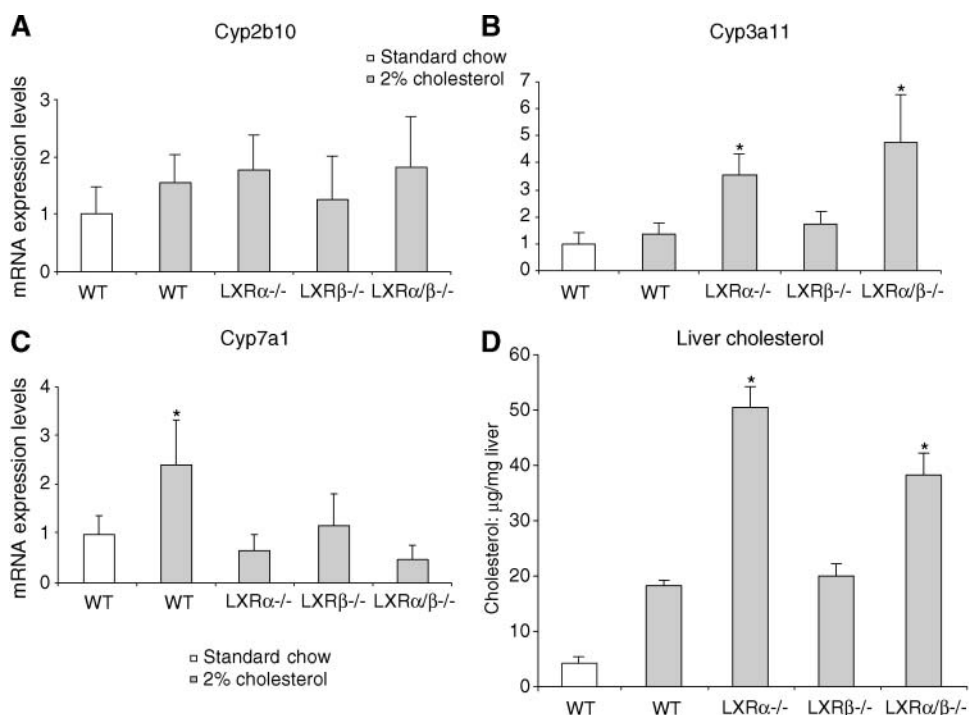 A
Cyp2b10
Standard chow
2% cholesterol
mRNA expression levels
3
2
1
0
WT
WT
LXRα-/-
LXRβ-/-
LXRα/β-/-
B
Cyp3a11
7
6
5
4
3
2
1
0
*
*
WT
WT
LXRα-/-
LXRβ-/-
LXRα/β-/-
C
Cyp7a1
mRNA expression levels
4
3
2
1
0
*
WT
WT
LXRα-/-
LXRβ-/-
LXRα/β-/-
Standard chow
2% cholesterol
D
Liver cholesterol
Cholesterol: µg/mg liver
60
50
40
30
20
10
0
*
*
WT
WT
LXRα-/-
LXRβ-/-
LXRα/β-/-